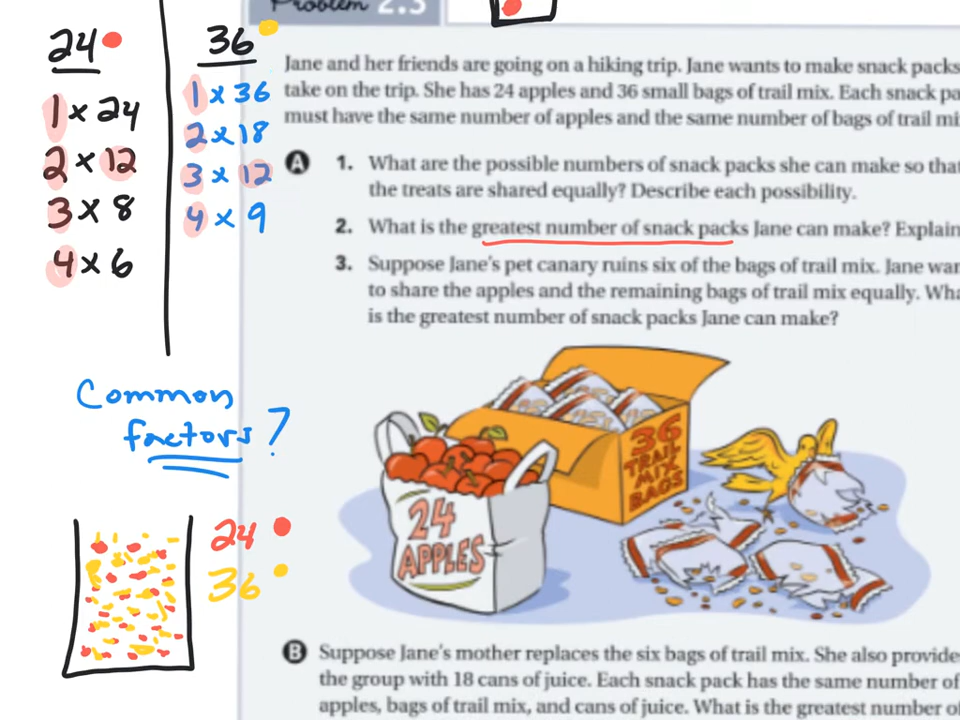 Problem 2.3
24
36
1 x 24
2 x 12
3 x 8
4 x 6
1 x 36
2 x 18
3 x 12
4 x 9
Common
factors?
24
36
Jane and her friends are going on a hiking trip. Jane wants to make snack packs
take on the trip. She has 24 apples and 36 small bags of trail mix. Each snack pa
must have the same number of apples and the same number of bags of trail mi
A 1. What are the possible numbers of snack packs she can make so that
the treats are shared equally? Describe each possibility.
2. What is the greatest number of snack packs Jane can make? Explain
3. Suppose Jane's pet canary ruins six of the bags of trail mix. Jane wan
to share the apples and the remaining bags of trail mix equally. Wha
is the greatest number of snack packs Jane can make?
24
APPLES
36
TRAIL
MIX
BAGS
B Suppose Jane's mother replaces the six bags of trail mix. She also provide
the group with 18 cans of juice. Each snack pack has the same number of
apples, bags of trail mix, and cans of juice. What is the greatest number of